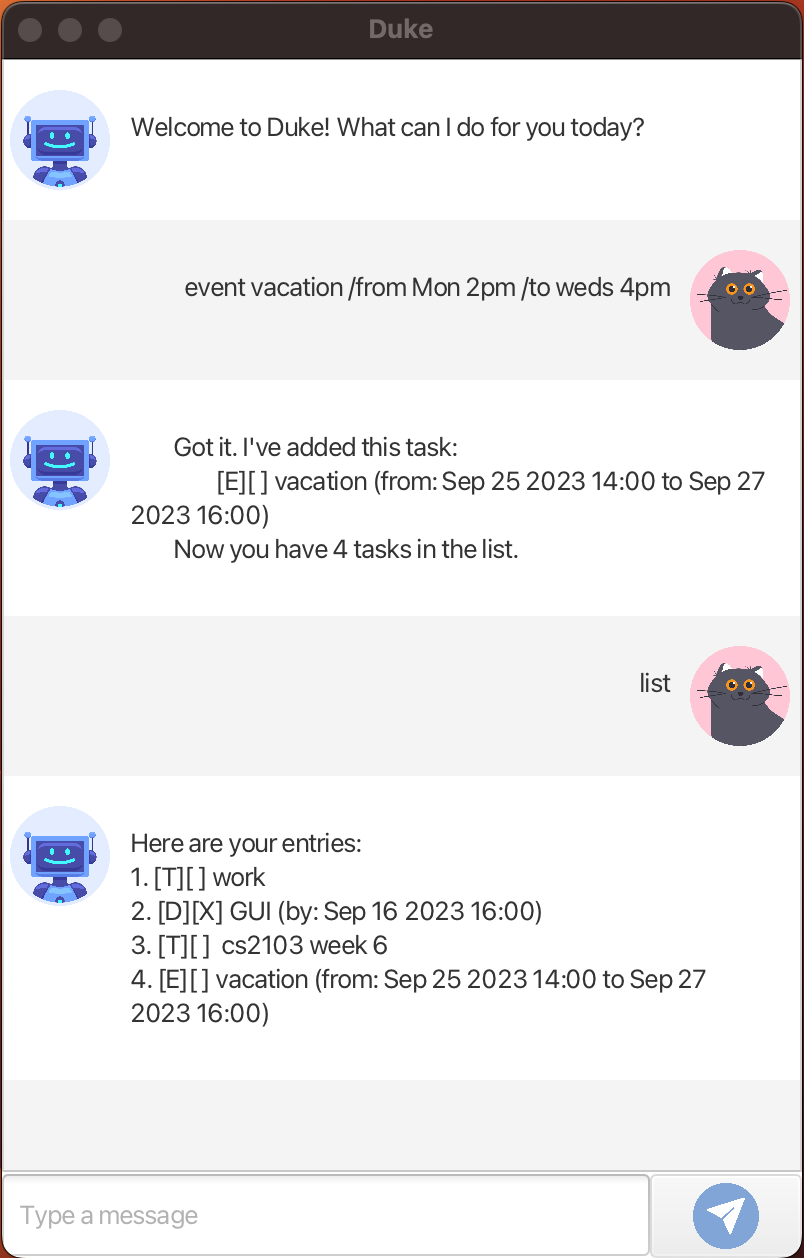 Duke
Welcome to Duke! What can I do for you today?
event vacation /from Mon 2pm /to weds 4pm
Got it. I've added this task:
[E][ ] vacation (from: Sep 25 2023 14:00 to Sep 27
2023 16:00)
Now you have 4 tasks in the list.
list
Here are your entries:
1. [T][ ] work
2. [D][X] GUI (by: Sep 16 2023 16:00)
3. [T][ ]  cs2103 week 6
4. [E][ ] vacation (from: Sep 25 2023 14:00 to Sep 27
2023 16:00)
Type a message